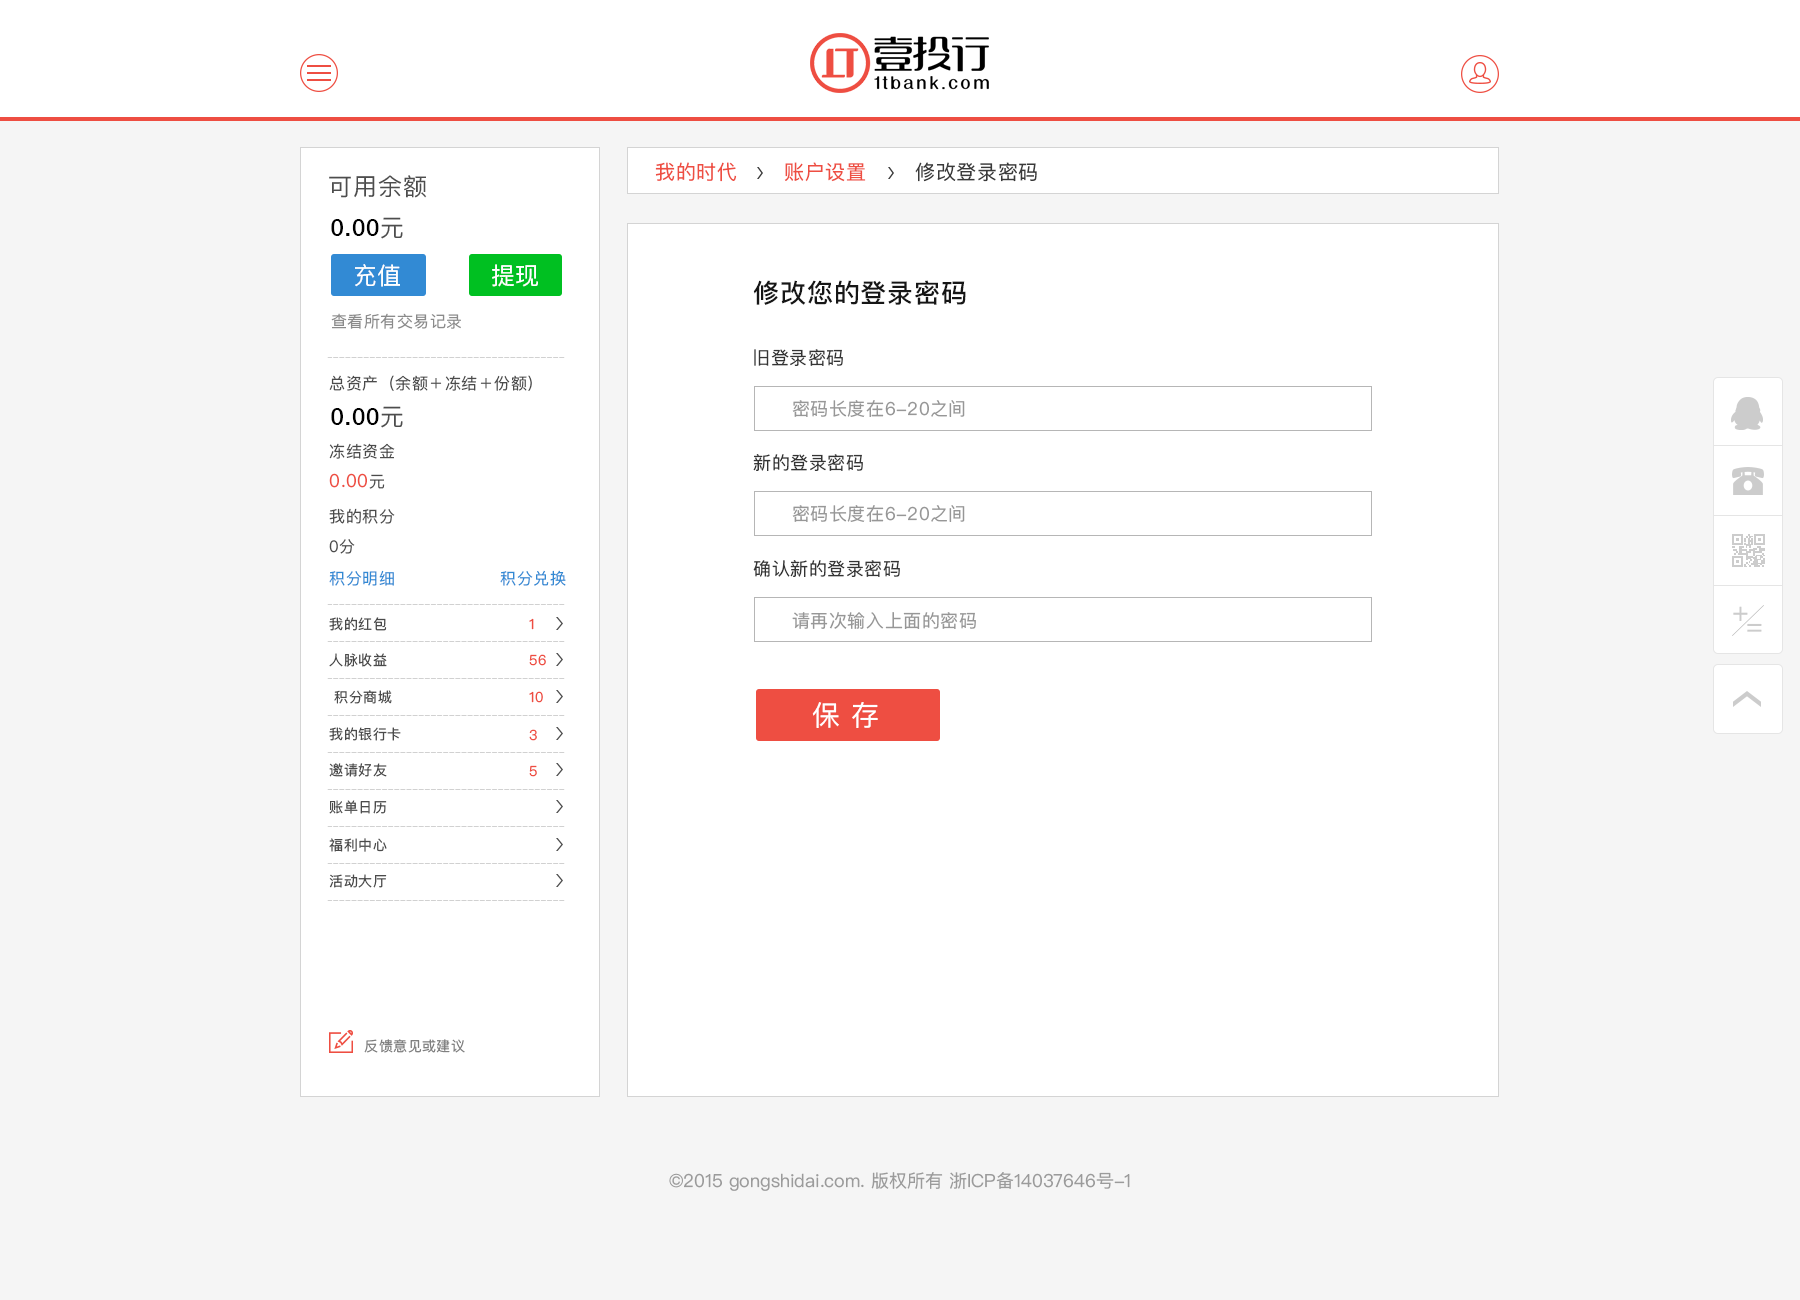 壹投行
1tbank.com
可用余额
0.00元
充值 提现
查看所有交易记录
总资产（余额＋冻结＋份额）
0.00元
冻结资金
0.00元
我的积分
0分
积分明细 积分兑换
我的红包 1
人脉收益 56
积分商城 10
我的银行卡 3
邀请好友 5
账单日历
福利中心
活动大厅
反馈意见或建议
我的时代 › 账户设置 › 修改登录密码
修改您的登录密码
旧登录密码
密码长度在6-20之间
新的登录密码
密码长度在6-20之间
确认新的登录密码
请再次输入上面的密码
保 存
©2015 gongshidai.com. 版权所有 浙ICP备14037646号-1